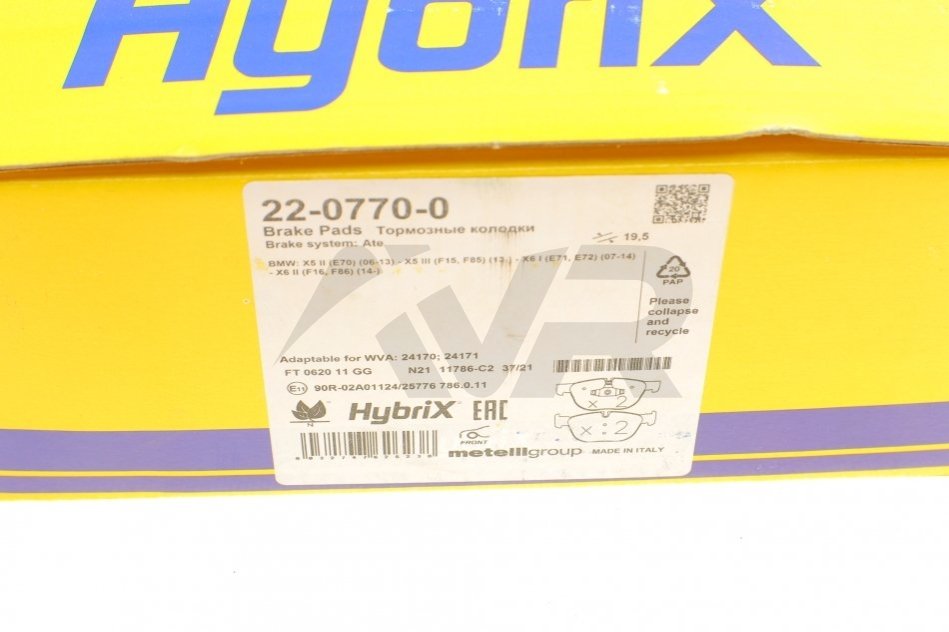 HybriX
22-0770-0
Brake Pads Тормозные колодки
Brake system: Ate
19,5
BMW: X5 II (E70) (06-13) - X5 III (F15, F85) (13-) - X6 I (E71, E72) (07-14)
- X6 II (F16, F86) (14-)
20
PAP
Please
collapse
and
recycle
VR
Adaptable for WVA: 24170; 24171
FT 0620 11 GG N21 11786-C2 37/21
E11 90R-02A01124/25776 786.0.11
x 2
x 2
N
HybriX EAC
FRONT
metelligroup MADE IN ITALY